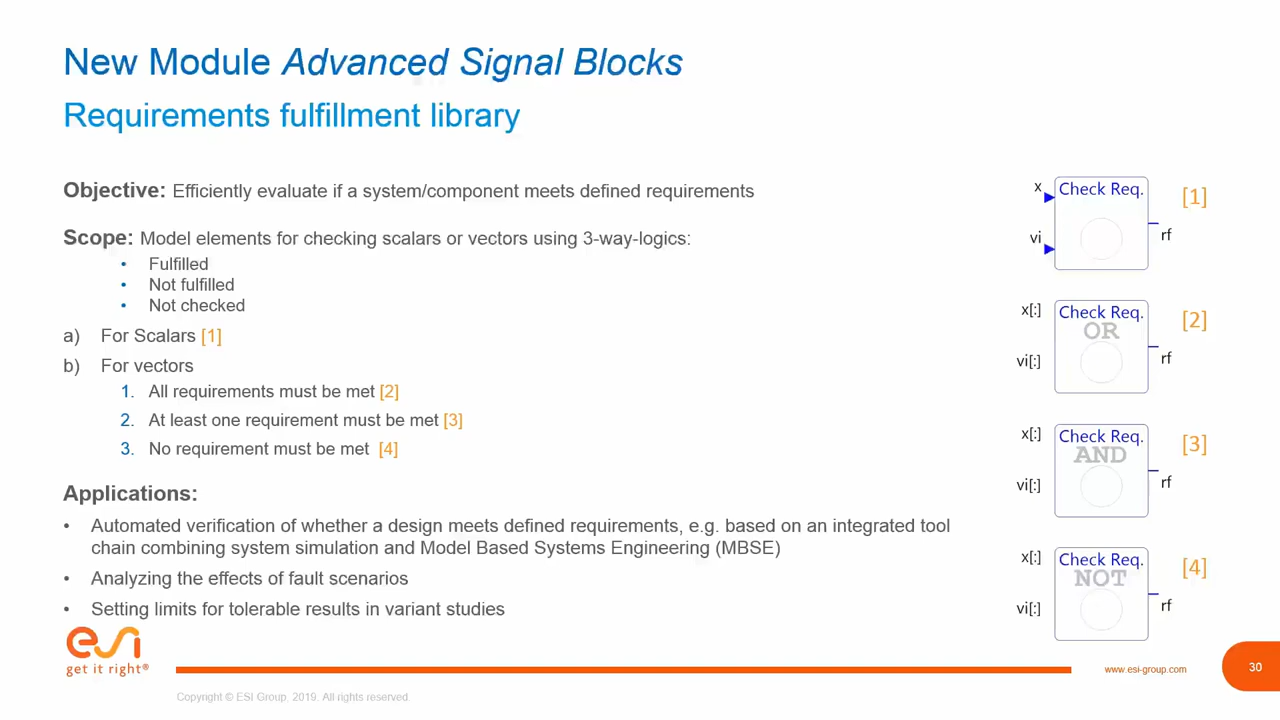 New Module Advanced Signal Blocks
Requirements fulfillment library
Objective: Efficiently evaluate if a system/component meets defined requirements
Scope: Model elements for checking scalars or vectors using 3-way-logics:
• Fulfilled
• Not fulfilled
• Not checked
a) For Scalars [1]
b) For vectors
1. All requirements must be met [2]
2. At least one requirement must be met [3]
3. No requirement must be met [4]
Applications:
• Automated verification of whether a design meets defined requirements, e.g. based on an integrated tool
chain combining system simulation and Model Based Systems Engineering (MBSE)
• Analyzing the effects of fault scenarios
• Setting limits for tolerable results in variant studies
x
Check Req.
[1]
vi
rf
x[:]
Check Req.
OR
[2]
vi[:]
rf
x[:]
Check Req.
AND
[3]
vi[:]
rf
x[:]
Check Req.
NOT
[4]
vi[:]
rf
esi
get it right®
www.esi-group.com
30
Copyright © ESI Group, 2019. All rights reserved.